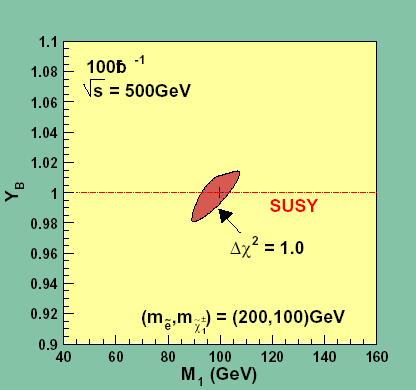 1.1
1.08
1.06
1.04
1.02
1
0.98
0.96
0.94
0.92
0.9
Y_B
100fb ⁻¹
√s = 500GeV
SUSY
Δχ² = 1.0
(m_ẽ,m_χ̃₁^±) = (200,100)GeV
40 60 80 100 120 140 160
M₁ (GeV)